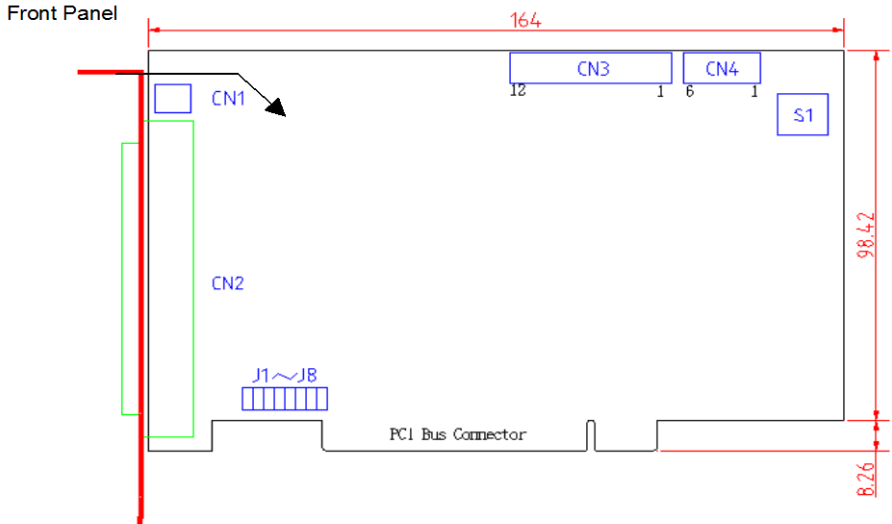 Front Panel
164
CN3
CN4
12
1
6
1
CN1
S1
98.42
CN2
J1～J8
PCI Bus Connector
8.26